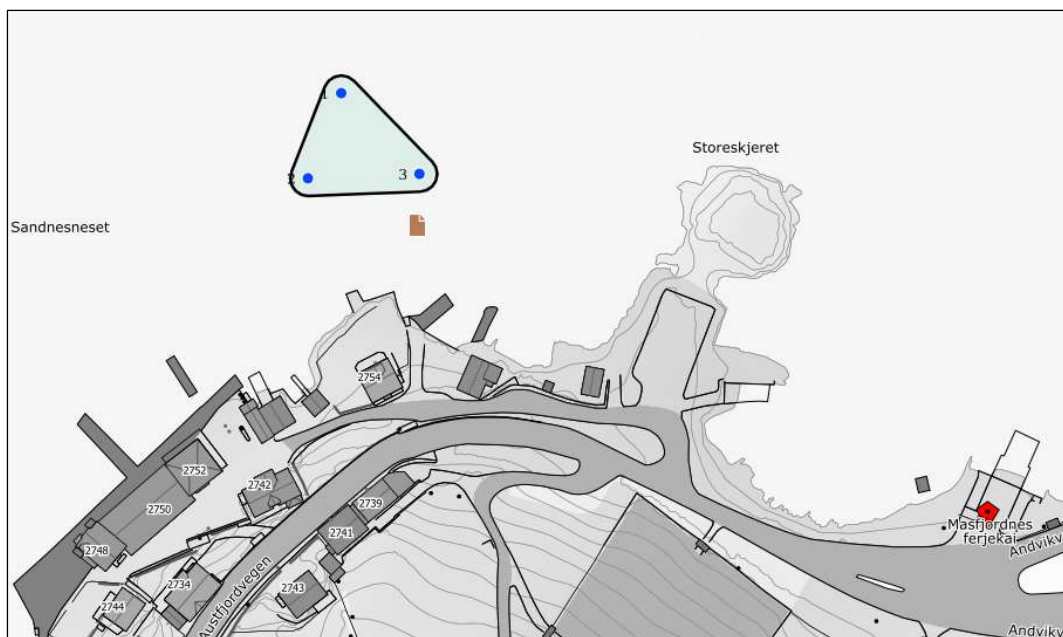 1
Storeskjeret
2
3
Sandnesneset
2754
2752
2742
2739
2750
2741
Masfjordnes
ferjekai
Andvikv
2748
2734
2743
2744
Austfjordvegen
Andvikv